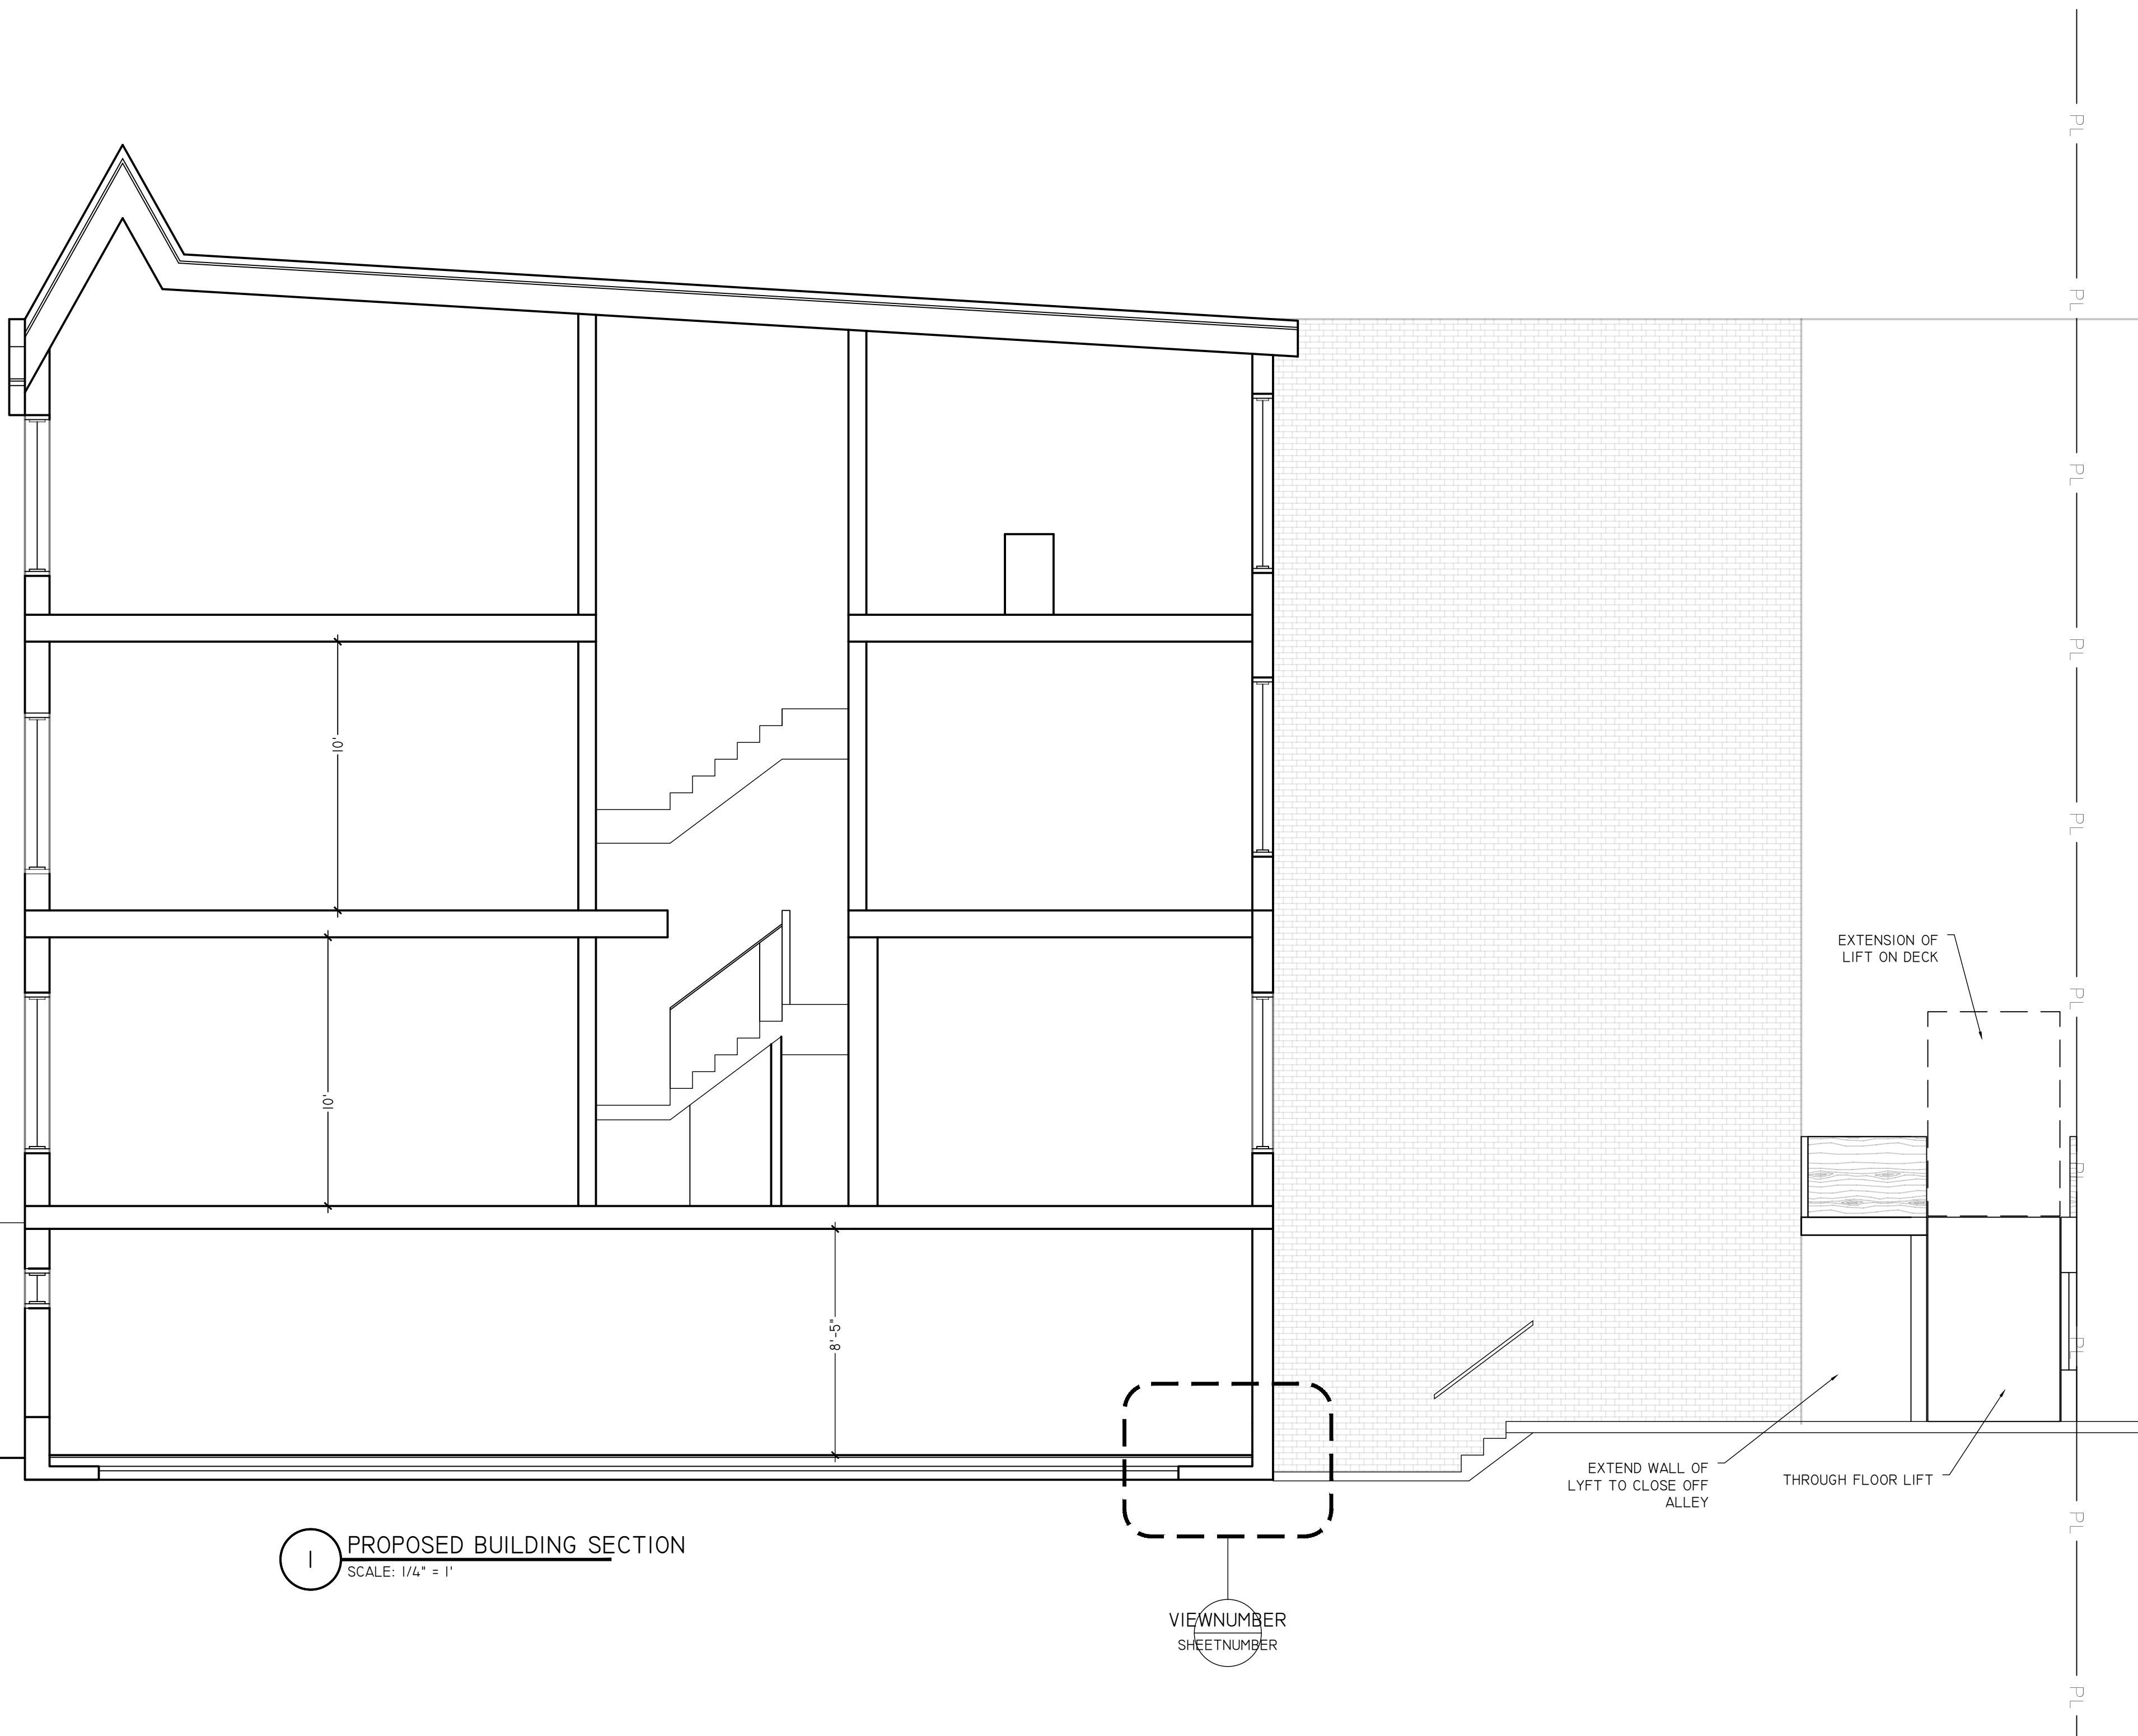 PL
PL
PL
PL
PL
PL
PL
PL
PL
PL
10'
10'
8'-5"
EXTENSION OF
LIFT ON DECK
EXTEND WALL OF
LYFT TO CLOSE OFF
ALLEY
THROUGH FLOOR LIFT
1
PROPOSED BUILDING SECTION
SCALE: 1/4" = 1'
VIEWNUMBER
SHEETNUMBER